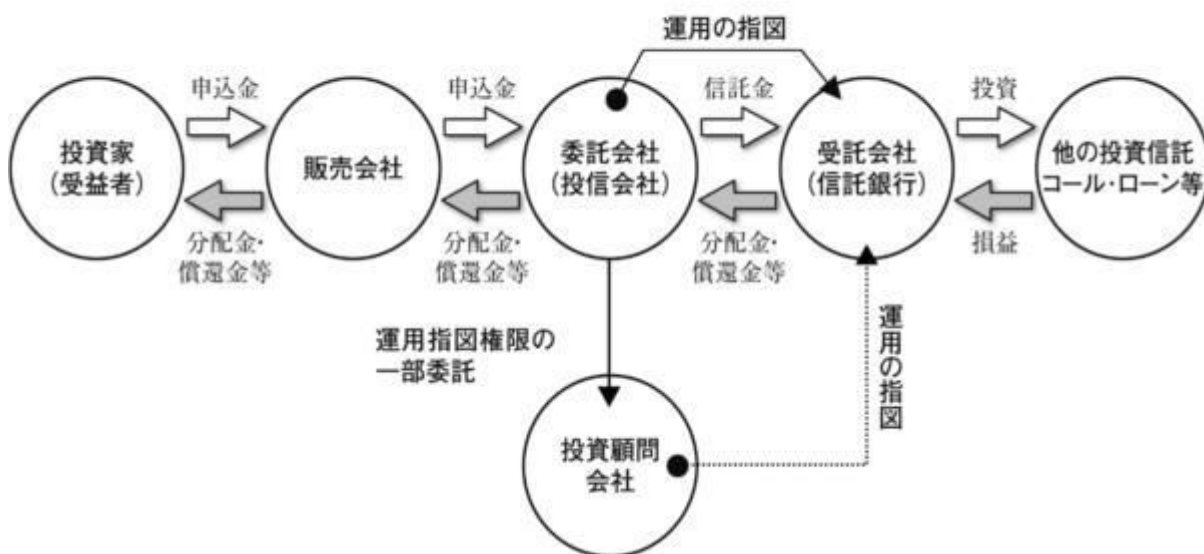 運用の指図
申込金
申込金
信託金
投資
投資家
(受益者)
販売会社
委託会社
(投信会社)
受託会社
(信託銀行)
他の投資信託
コール・ローン等
分配金・
償還金等
分配金・
償還金等
分配金・
償還金等
損益
運用指図権限の
一部委託
運用の指図
投資顧問
会社